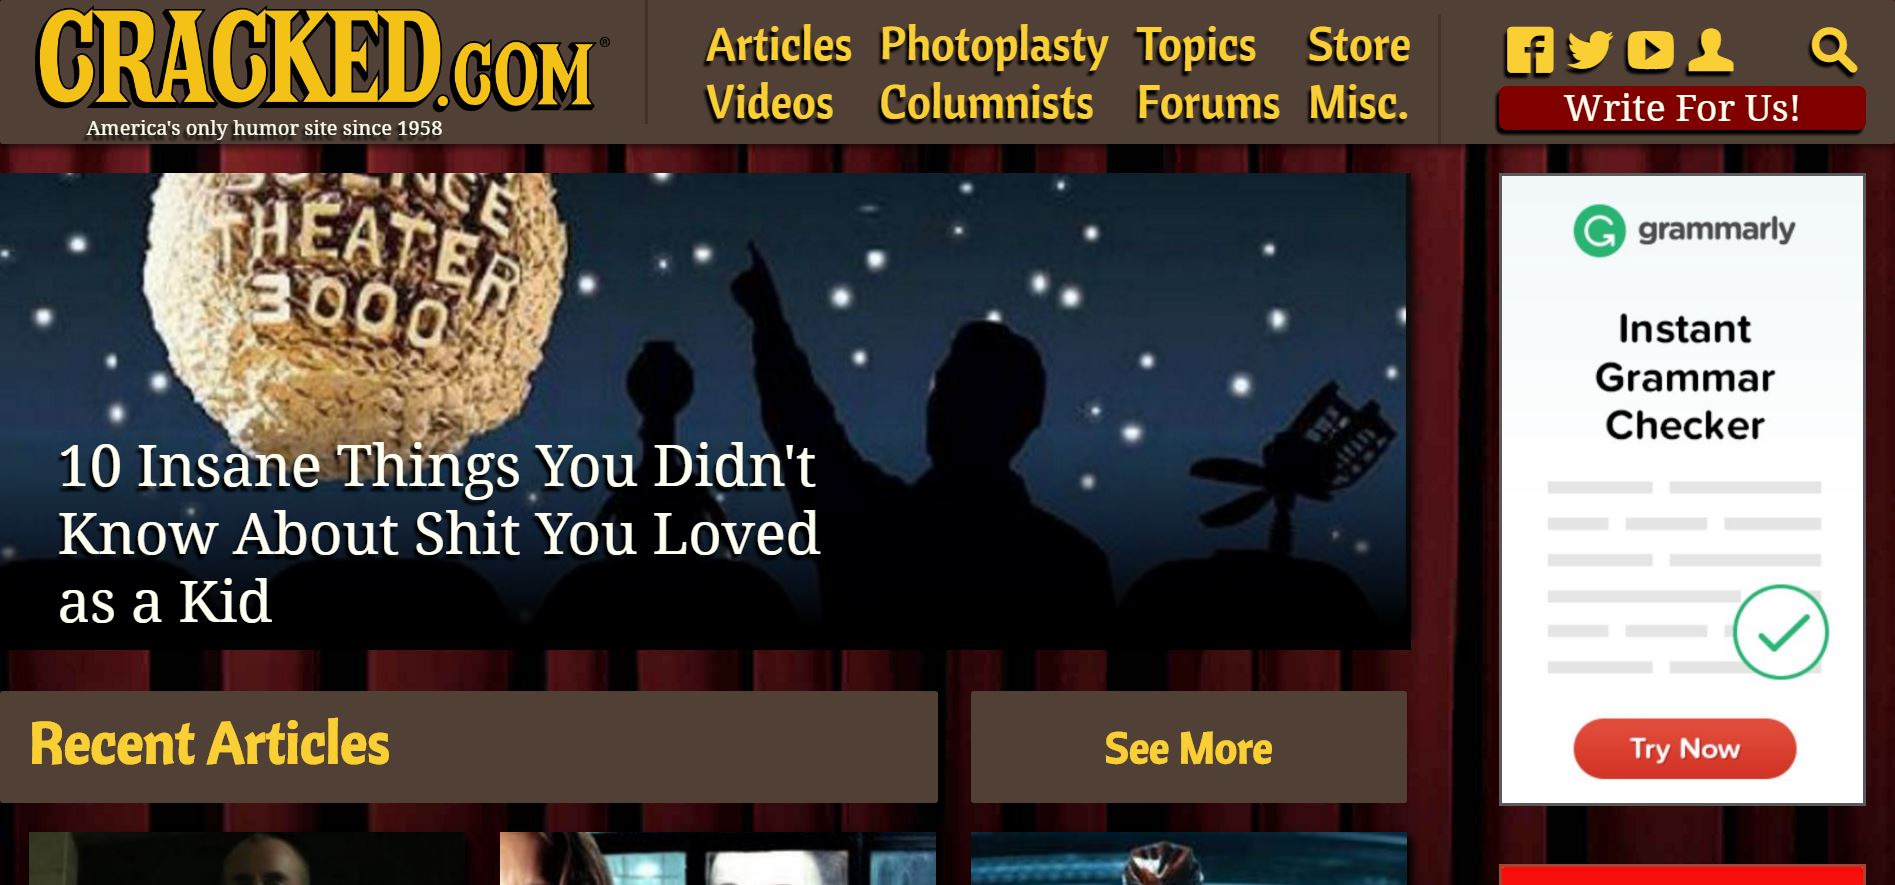 CRACKED.COM®
America's only humor site since 1958
Articles Photoplasty Topics Store
Videos Columnists Forums Misc.
Write For Us!
THEATER
3000
10 Insane Things You Didn't
Know About Shit You Loved
as a Kid
grammarly
Instant
Grammar
Checker
Try Now
Recent Articles
See More